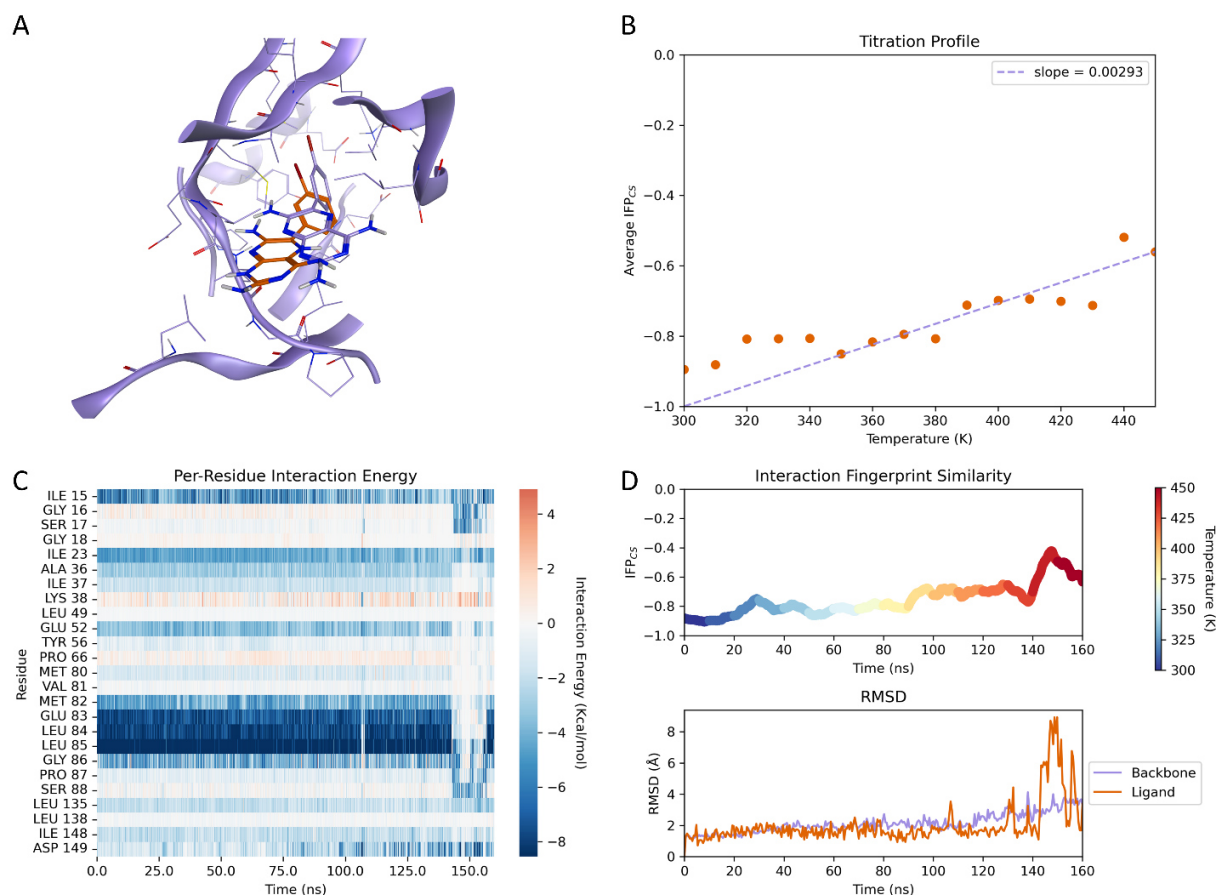 A
B
Titration Profile
slope = 0.00293
0.0
−0.2
−0.4
−0.6
−0.8
−1.0
Average IFPCS
300 320 340 360 380 400 420 440
Temperature (K)
C
Per-Residue Interaction Energy
ILE 15
GLY 16
SER 17
GLY 18
ILE 23
ALA 36
ILE 37
LYS 38
LEU 49
GLU 52
TYR 56
PRO 66
MET 80
VAL 81
MET 82
GLU 83
LEU 84
LEU 85
GLY 86
PRO 87
SER 88
LEU 135
LEU 138
ILE 148
ASP 149
Residue
0.0 25.0 50.0 75.0 100.0 125.0 150.0
Time (ns)
4
2
0
−2
−4
−6
−8
Interaction Energy (Kcal/mol)
D
Interaction Fingerprint Similarity
0.0
−0.2
−0.4
−0.6
−0.8
−1.0
IFPCS
0 20 40 60 80 100 120 140 160
Time (ns)
450
425
400
375
350
325
300
Temperature (K)
RMSD
8
6
4
2
0
RMSD (Å)
Backbone
Ligand
0 20 40 60 80 100 120 140 160
Time (ns)